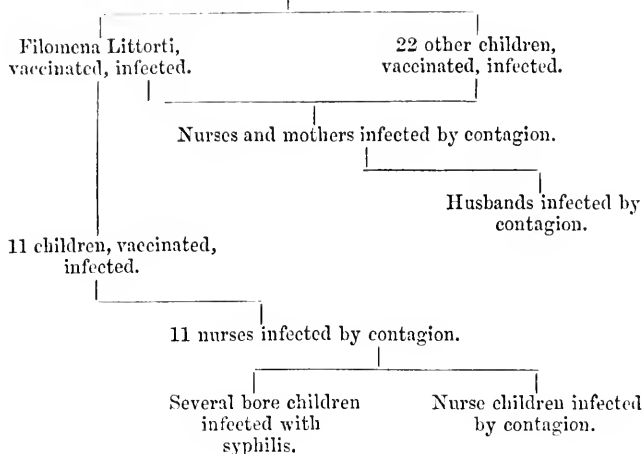 Filomena Littorti,
vaccinated, infected.
22 other children,
vaccinated, infected.
Nurses and mothers infected by contagion.
Husbands infected by
contagion.
11 children, vaccinated,
infected.
11 nurses infected by contagion.
Several bore children
infected with
syphilis.
Nurse children infected
by contagion.